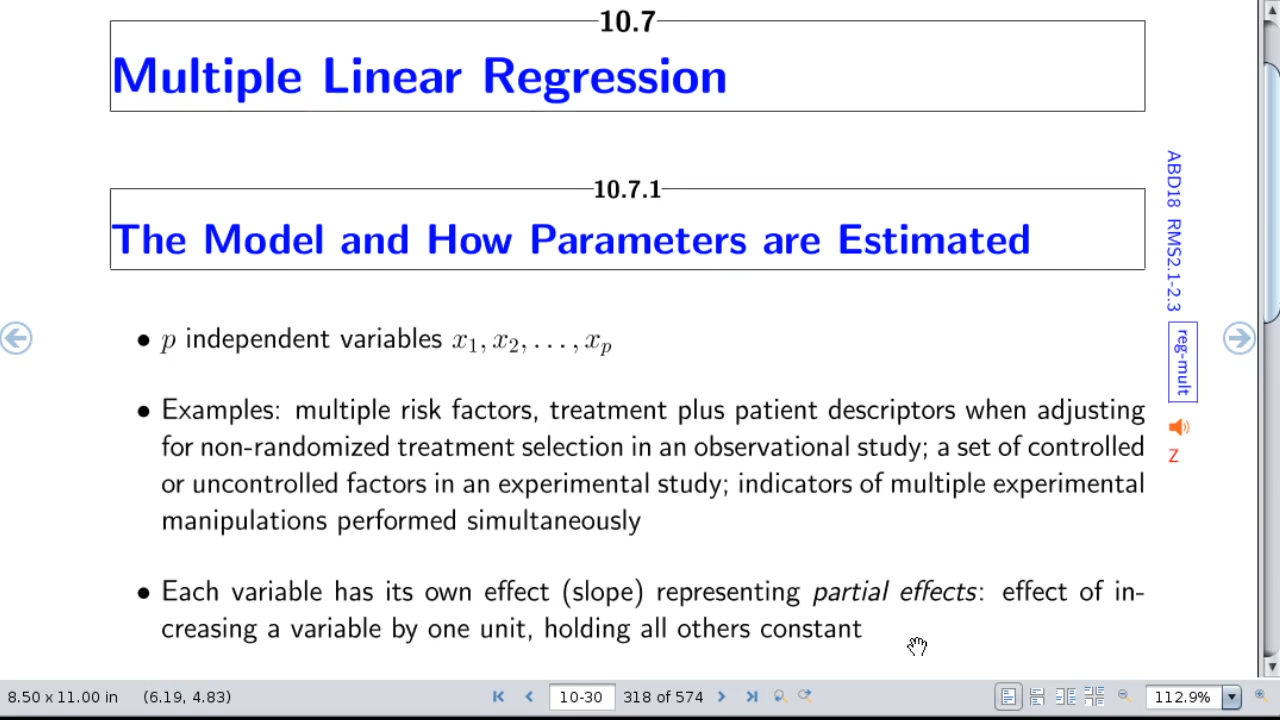 10.7
Multiple Linear Regression
10.7.1
The Model and How Parameters are Estimated
• p independent variables x₁, x₂, . . . , xₚ
• Examples: multiple risk factors, treatment plus patient descriptors when adjusting
for non-randomized treatment selection in an observational study; a set of controlled
or uncontrolled factors in an experimental study; indicators of multiple experimental
manipulations performed simultaneously
• Each variable has its own effect (slope) representing partial effects: effect of in-
creasing a variable by one unit, holding all others constant
ABD18 RMS2.1-2.3
reg-mult
Z
8.50 x 11.00 in (6.19, 4.83) 10-30 318 of 574 112.9%